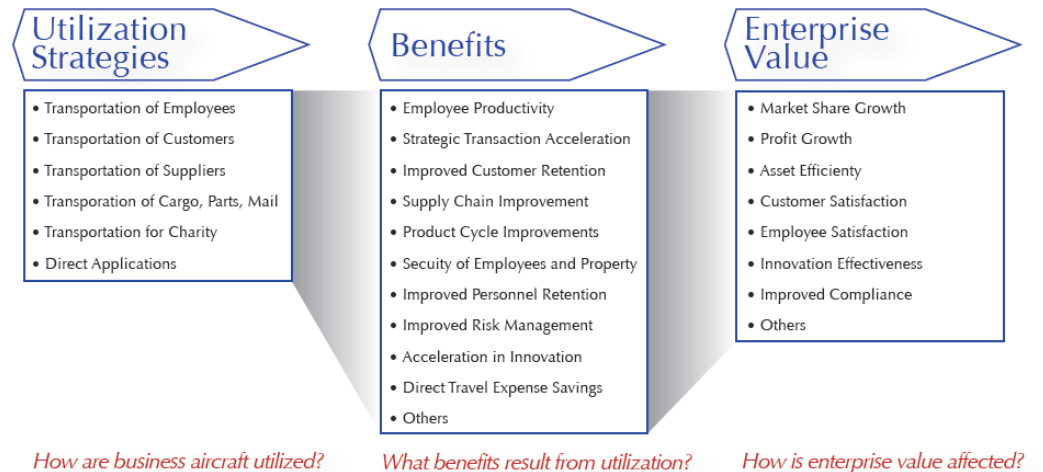 Utilization
Strategies
• Transportation of Employees
• Transportation of Customers
• Transportation of Suppliers
• Transporation of Cargo, Parts, Mail
• Transportation for Charity
• Direct Applications
How are business aircraft utilized?
Benefits
• Employee Productivity
• Strategic Transaction Acceleration
• Improved Customer Retention
• Supply Chain Improvement
• Product Cycle Improvements
• Secuity of Employees and Property
• Improved Personnel Retention
• Improved Risk Management
• Acceleration in Innovation
• Direct Travel Expense Savings
• Others
What benefits result from utilization?
Enterprise
Value
• Market Share Growth
• Profit Growth
• Asset Efficienty
• Customer Satisfaction
• Employee Satisfaction
• Innovation Effectiveness
• Improved Compliance
• Others
How is enterprise value affected?